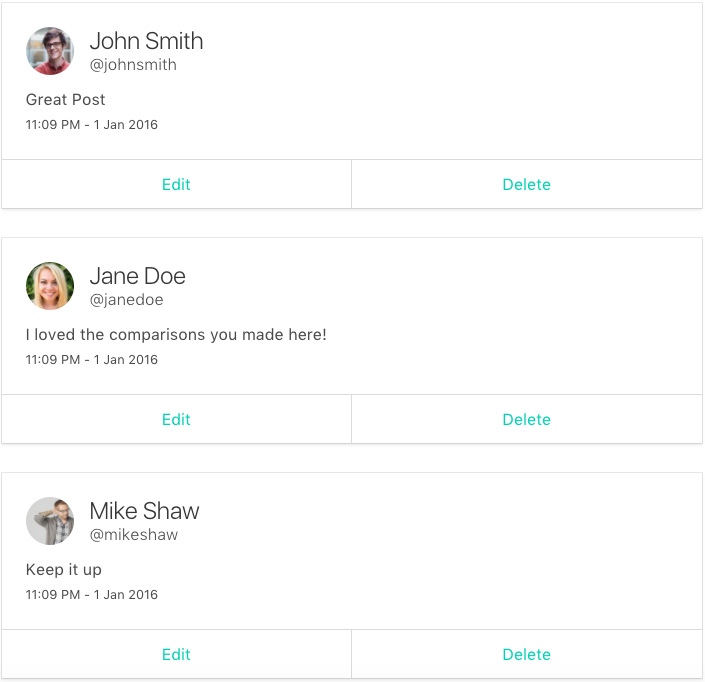 John Smith
@johnsmith
Great Post
11:09 PM - 1 Jan 2016
Edit
Delete
Jane Doe
@janedoe
I loved the comparisons you made here!
11:09 PM - 1 Jan 2016
Edit
Delete
Mike Shaw
@mikeshaw
Keep it up
11:09 PM - 1 Jan 2016
Edit
Delete